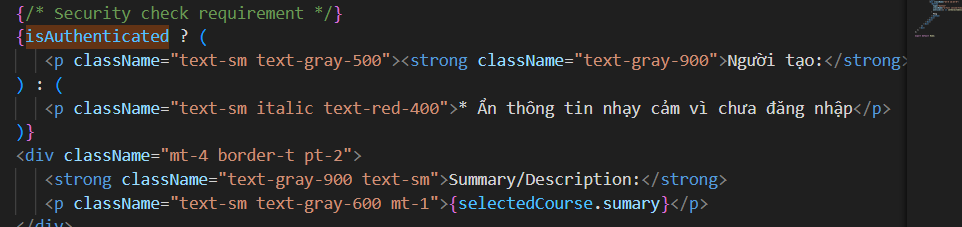 {/* Security check requirement */}
{isAuthenticated ? (
<p className="text-sm text-gray-500"><strong className="text-gray-900">Người tạo:</strong>
) : (
<p className="text-sm italic text-red-400">* Ẩn thông tin nhạy cảm vì chưa đăng nhập</p>
)}
<div className="mt-4 border-t pt-2">
<strong className="text-gray-900 text-sm">Summary/Description:</strong>
<p className="text-sm text-gray-600 mt-1">{selectedCourse.sumary}</p>
</div>